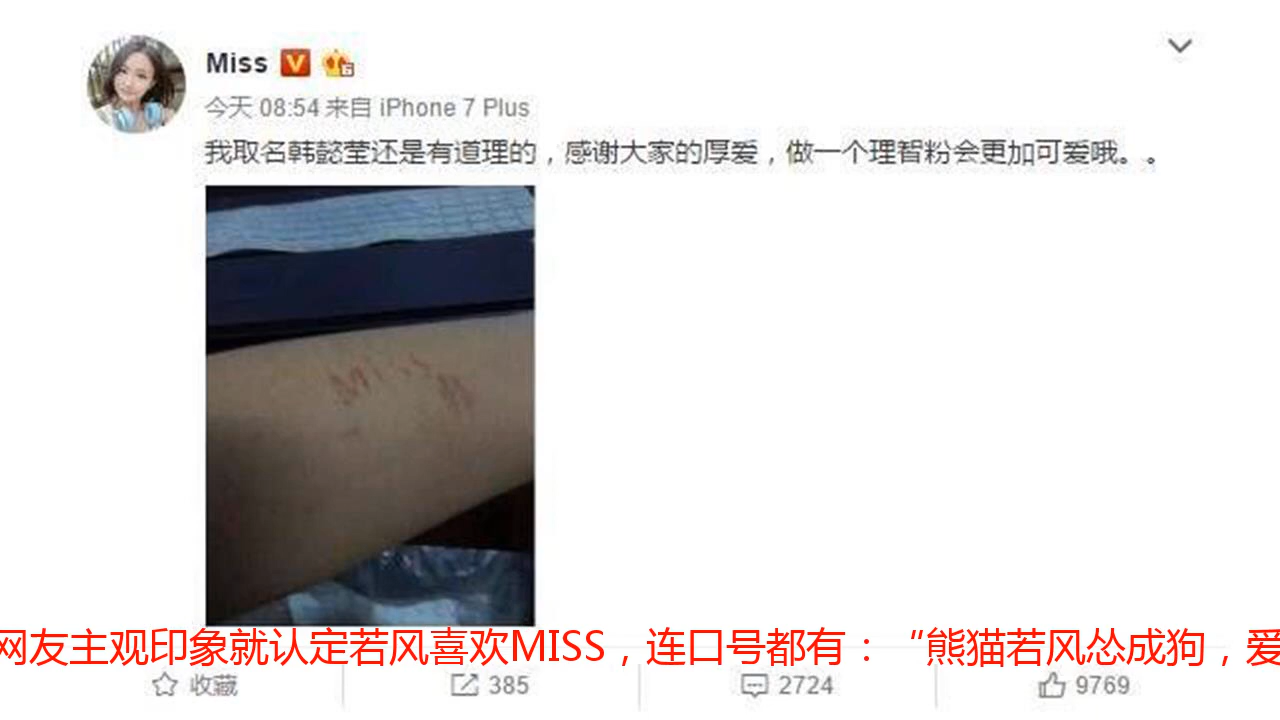 Miss
今天 08:54 来自 iPhone 7 Plus
我取名韩懿莹还是有道理的，感谢大家的厚爱，做一个理智粉会更加可爱哦。。
Miss
网友主观印象就认定若风喜欢MISS，连口号都有：“熊猫若风怂成狗，爱
收藏 385 2724 9769